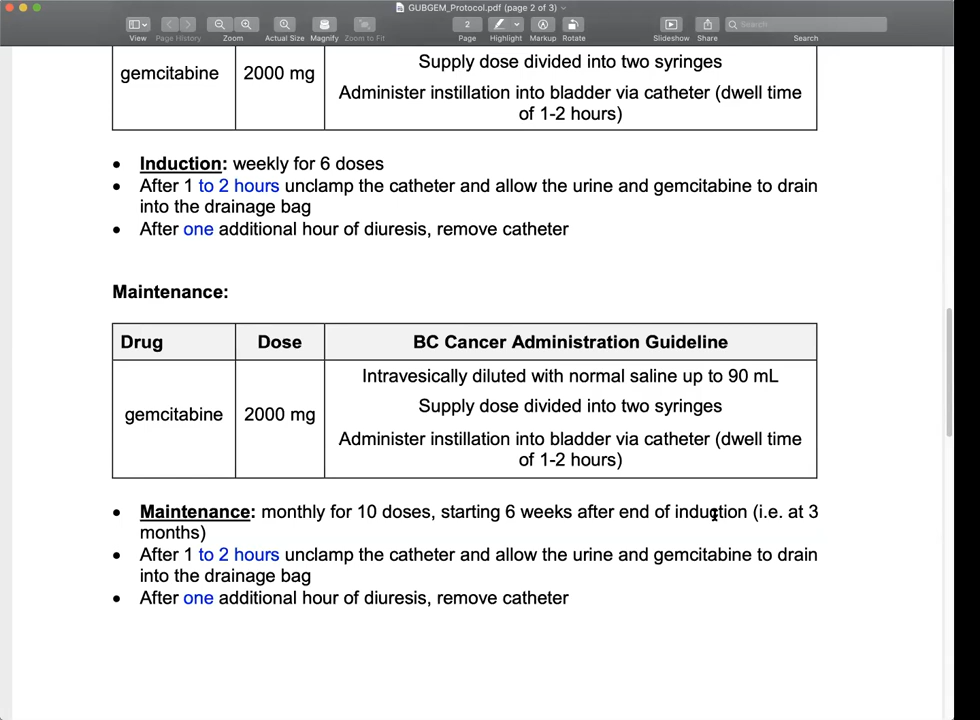 GUBGEM_Protocol.pdf (page 2 of 3)
2
Search
View Page History Zoom Actual Size Magnify Zoom to Fit Page Highlight Markup Rotate Slideshow Share Search
gemcitabine 2000 mg
Supply dose divided into two syringes
Administer instillation into bladder via catheter (dwell time
of 1-2 hours)
• Induction: weekly for 6 doses
• After 1 to 2 hours unclamp the catheter and allow the urine and gemcitabine to drain
into the drainage bag
• After one additional hour of diuresis, remove catheter
Maintenance:
Drug Dose BC Cancer Administration Guideline
gemcitabine 2000 mg
Intravesically diluted with normal saline up to 90 mL
Supply dose divided into two syringes
Administer instillation into bladder via catheter (dwell time
of 1-2 hours)
• Maintenance: monthly for 10 doses, starting 6 weeks after end of induction (i.e. at 3
months)
• After 1 to 2 hours unclamp the catheter and allow the urine and gemcitabine to drain
into the drainage bag
• After one additional hour of diuresis, remove catheter